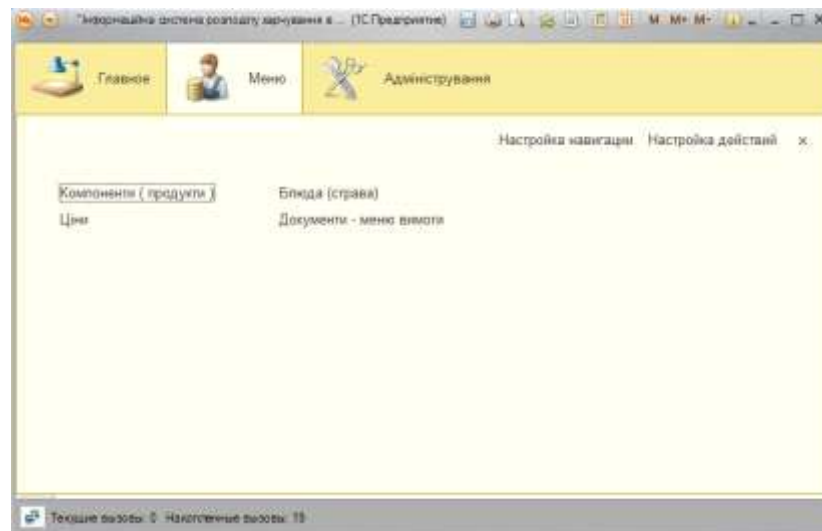 "Інформаційна система розподілу харчування в ... (1С:Предприятие) M M+ M-
Главное Меню Адміністрування
Настройка навигации Настройка действий ×
Компоненти ( продукти ) Блюда (страва)
Ціни Документи - меню вимоги
Текущие вызовы: 0 Накопленные вызовы: 19